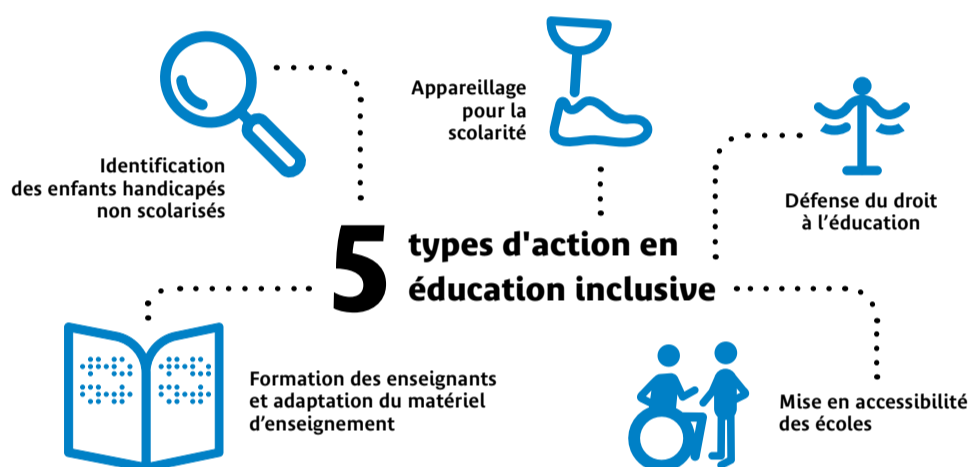 Identification
des enfants handicapés
non scolarisés
Appareillage
pour la
scolarité
Défense du droit
à l’éducation
5 types d'action en
éducation inclusive
Formation des enseignants
et adaptation du matériel
d’enseignement
Mise en accessibilité
des écoles